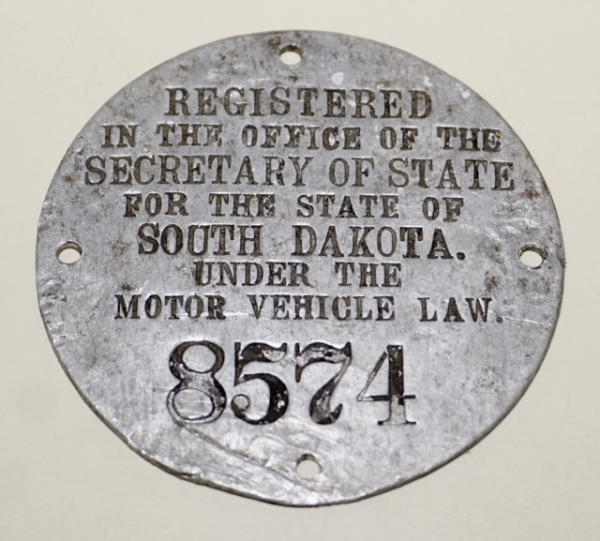 REGISTERED
IN THE OFFICE OF THE
SECRETARY OF STATE
FOR THE STATE OF
SOUTH DAKOTA.
UNDER THE
MOTOR VEHICLE LAW.
8574